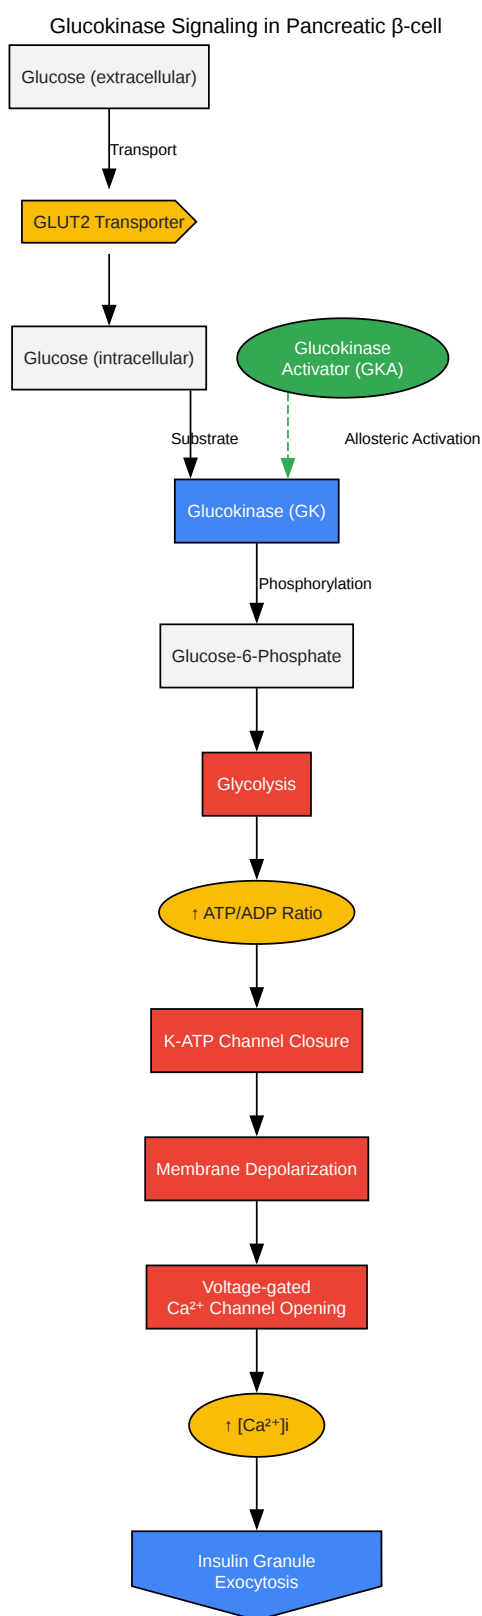 Glucokinase Signaling in Pancreatic β-cell
Glucose (extracellular)
Transport
GLUT2 Transporter
Glucose (intracellular)
Glucokinase
Activator (GKA)
Substrate
Allosteric Activation
Glucokinase (GK)
Phosphorylation
Glucose-6-Phosphate
Glycolysis
↑ ATP/ADP Ratio
K-ATP Channel Closure
Membrane Depolarization
Voltage-gated
Ca²⁺ Channel Opening
↑ [Ca²⁺]i
Insulin Granule
Exocytosis